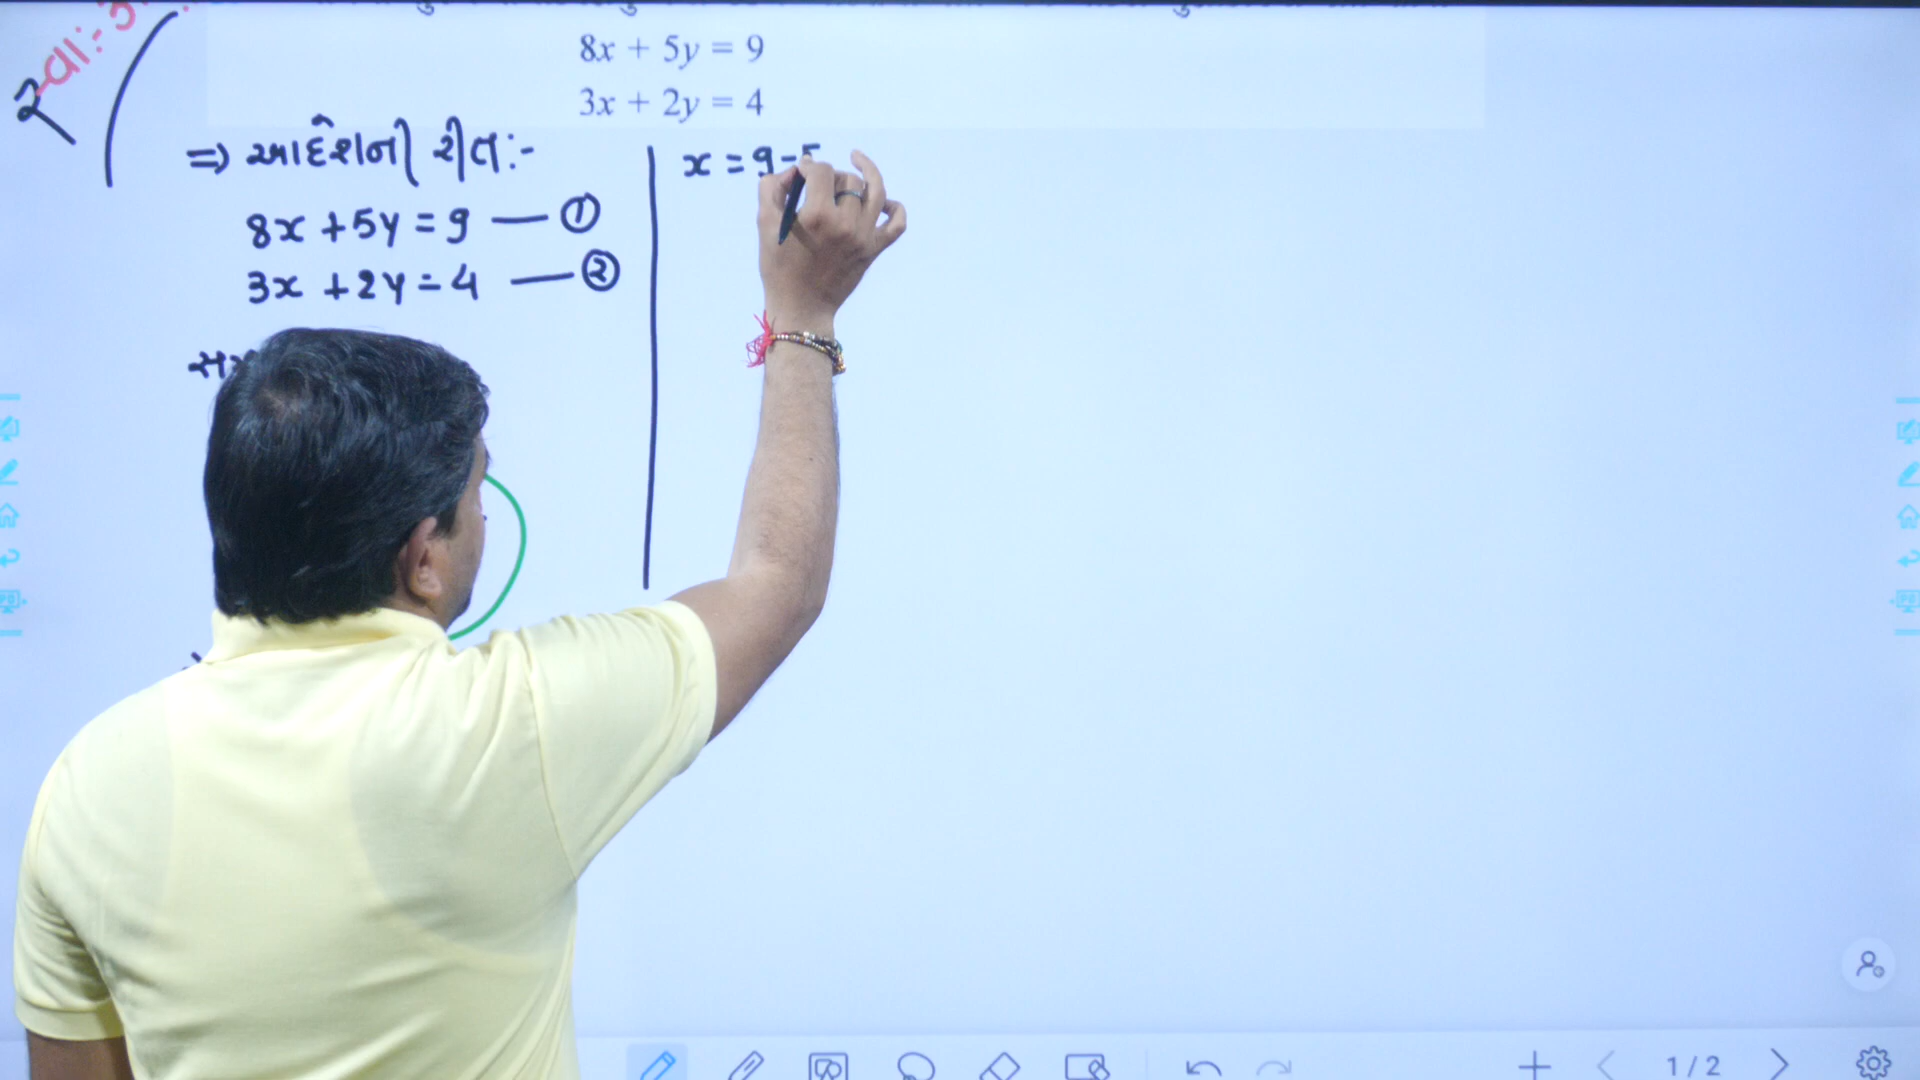 8x + 5y = 9
3x + 2y = 4
⇒ આદેશની રીત :-
8x + 5y = 9 — ①
3x + 2y = 4 — ②
x = 9 - 5
1 / 2